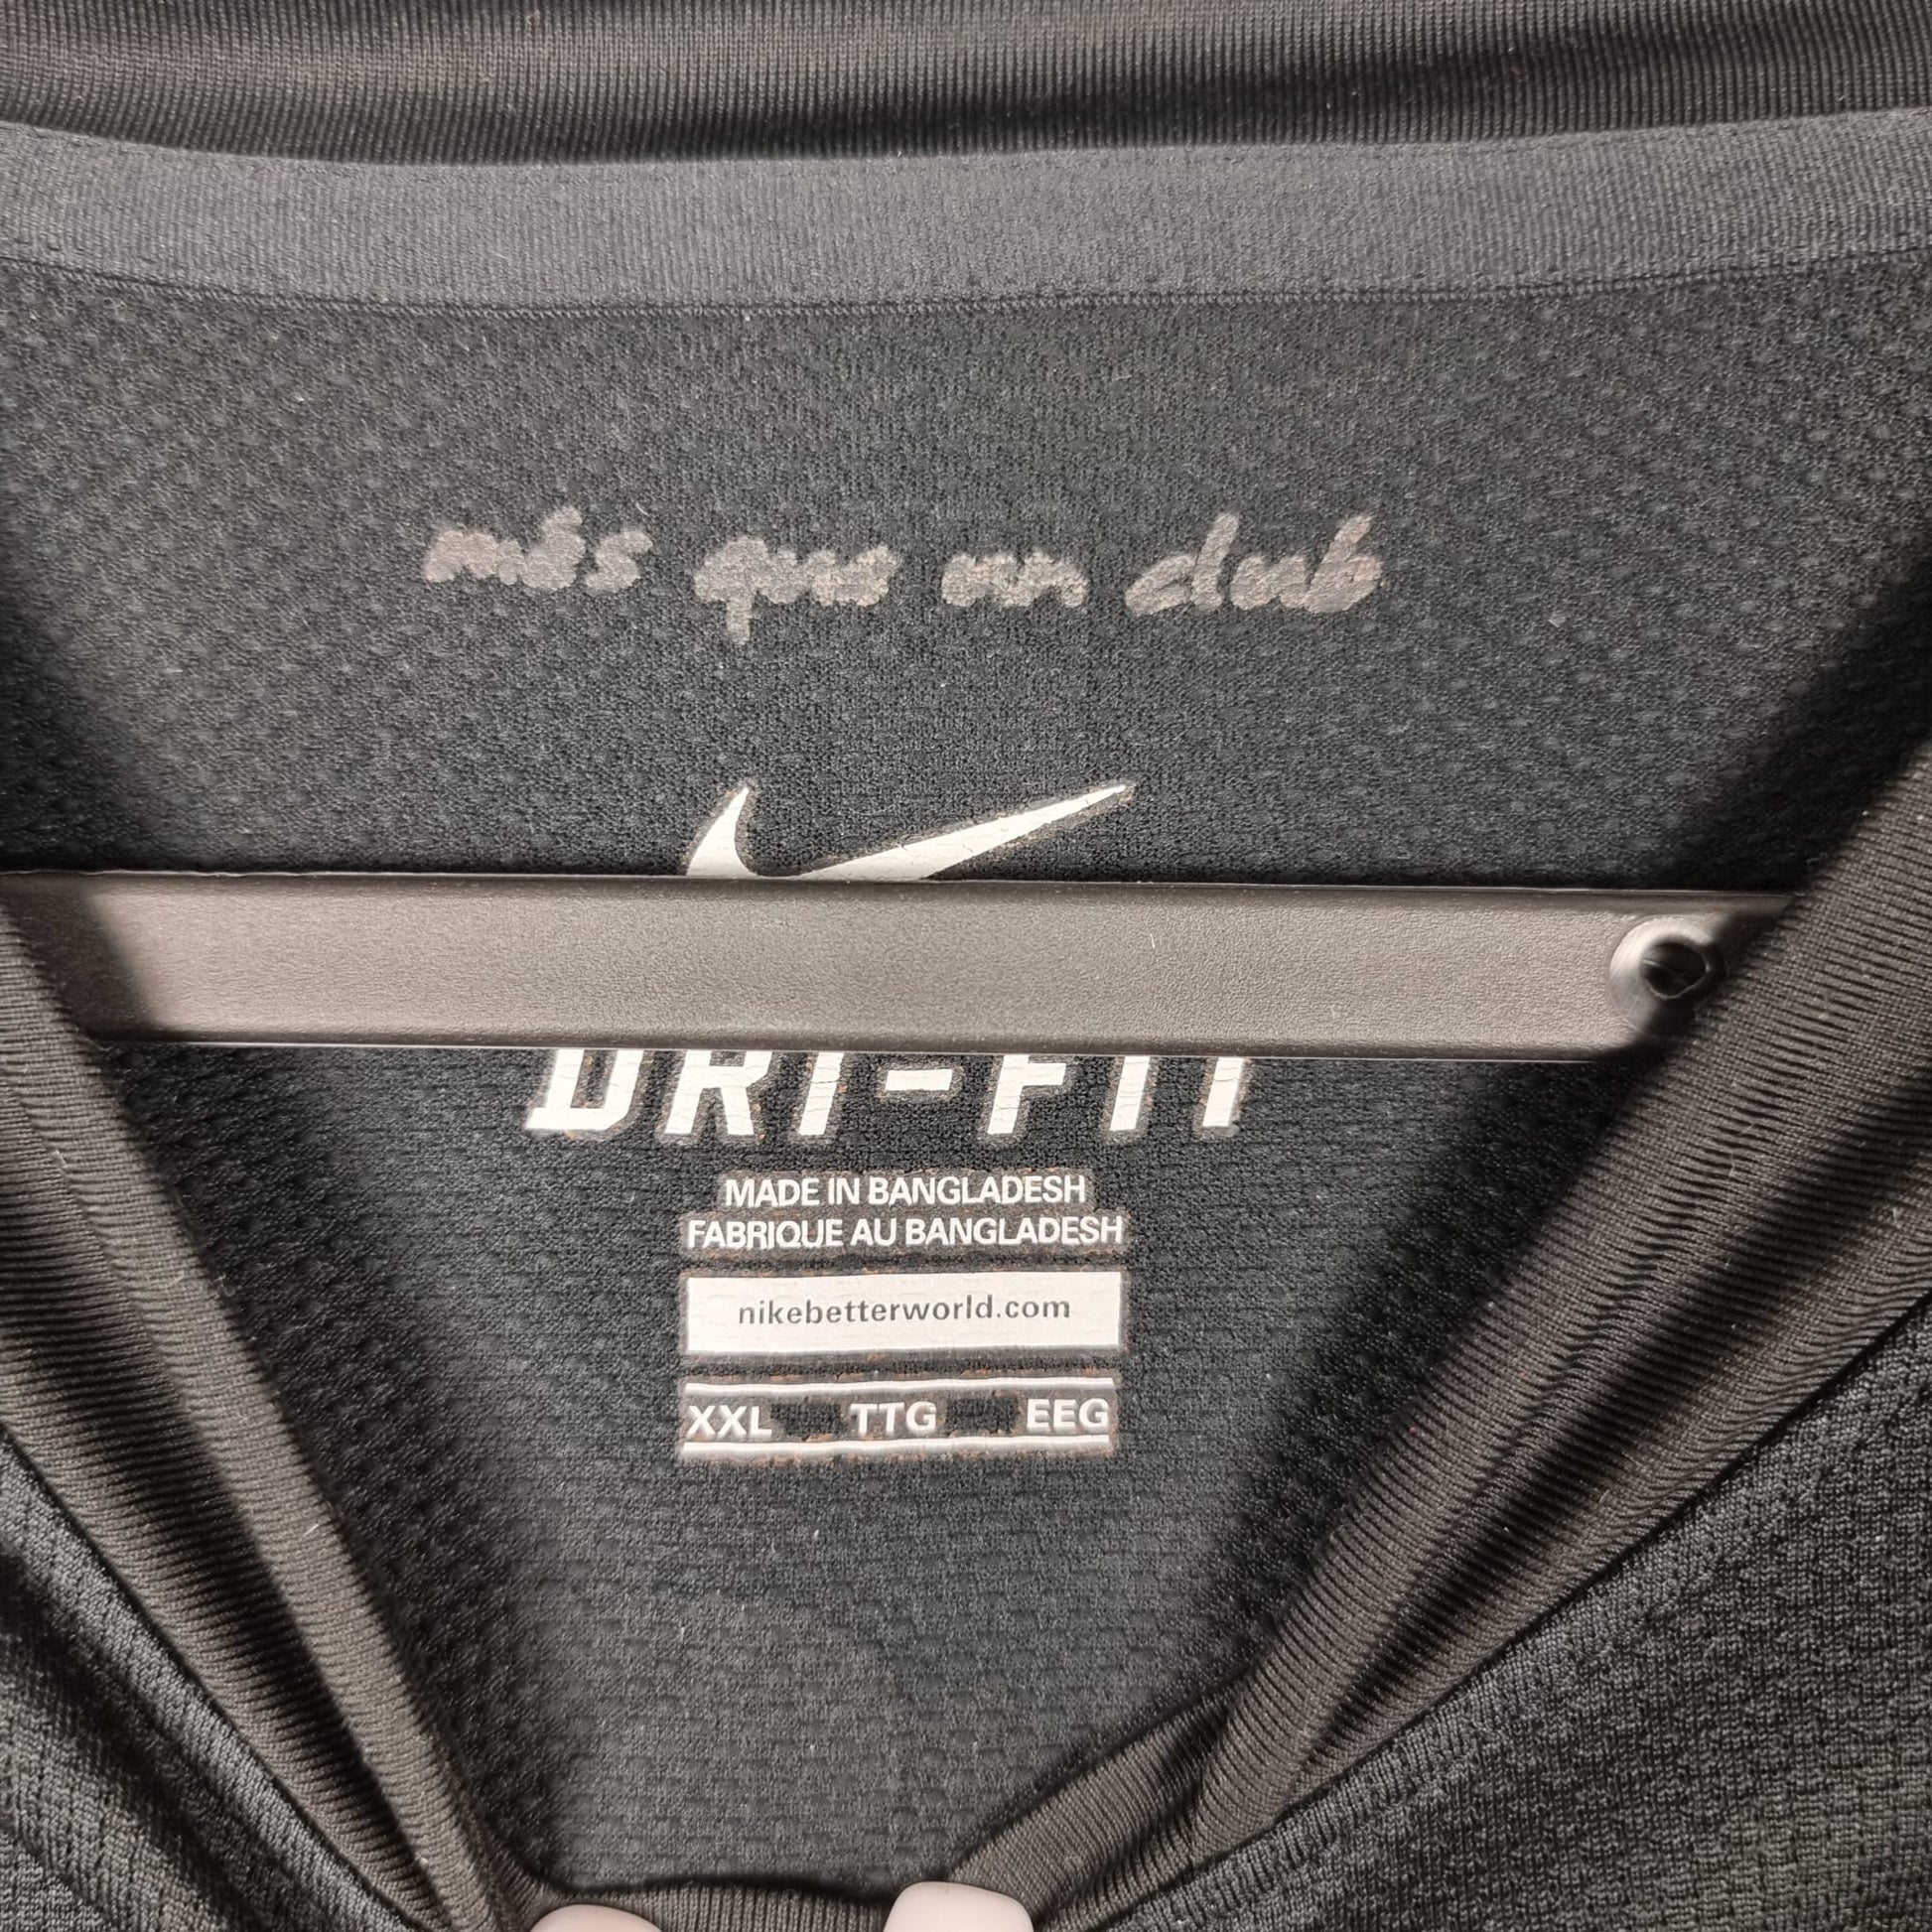 més que un club
DRI-FIT
MADE IN BANGLADESH
FABRIQUE AU BANGLADESH
nikebetterworld.com
XXL TTG EEG